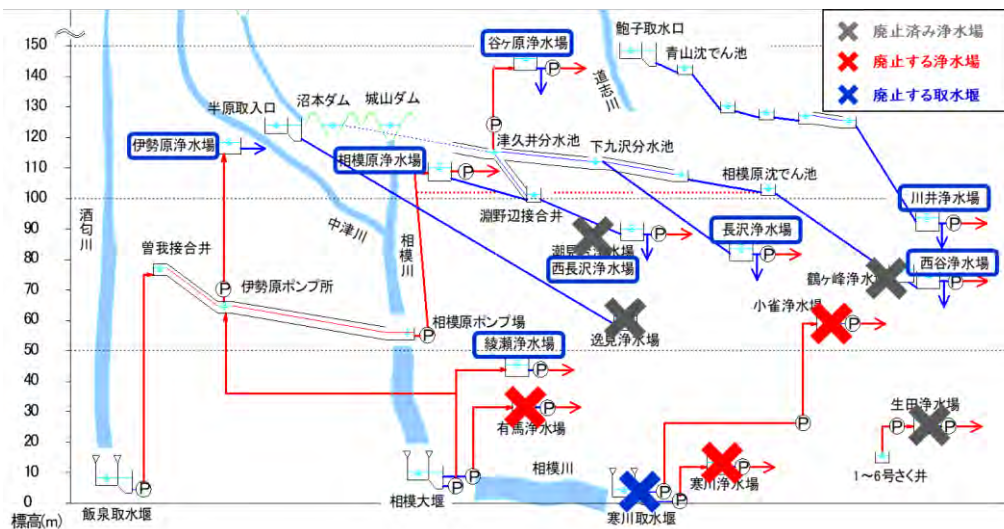 150
140
130
120
110
100
90
80
70
60
50
40
30
20
10
0
標高(m)
谷ヶ原浄水場
P
鮑子取水口
青山沈でん池
道志川
廃止済み浄水場
廃止する浄水場
廃止する取水堰
半原取入口
沼本ダム
城山ダム
P
津久井分水池
下九沢分水池
伊勢原浄水場
相模原浄水場
P
相模原沈でん池
川井浄水場
P
酒匂川
中津川
相模川
淵野辺接合井
P
長沢浄水場
P
西長沢浄水場
西谷浄水場
P
鶴ヶ峰浄水
曽我接合井
P
伊勢原ポンプ所
小雀浄水場
P
相模原ポンプ場
P
逸見浄水場
綾瀬浄水場
P
有馬浄水場
P
P
生田浄水場
P
P
1～6号さく井
飯泉取水堰
P
相模大堰
P
P
相模川
寒川取水堰
P
P
寒川浄水場
P